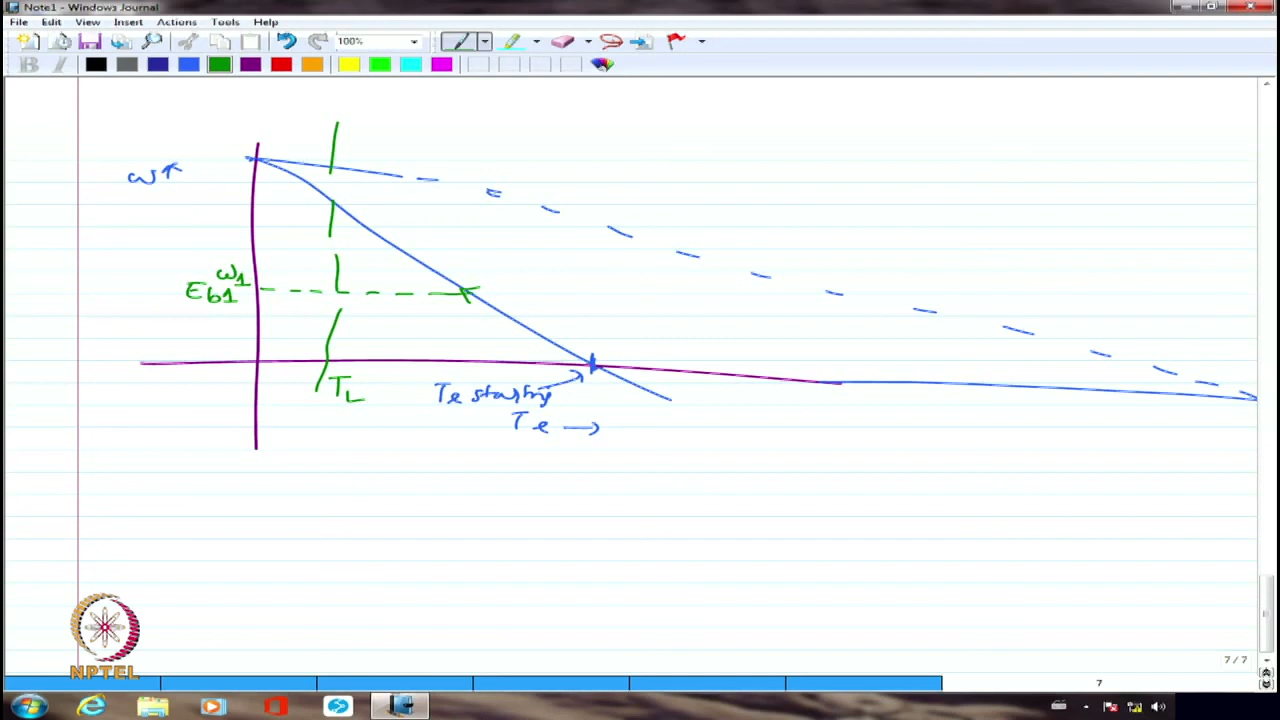 Note1 - Windows Journal
File Edit View Insert Actions Tools Help
100%
B I
ω↑
ω1
Eb1
TL
Te starting
Te →
NPTEL
7 / 7
7